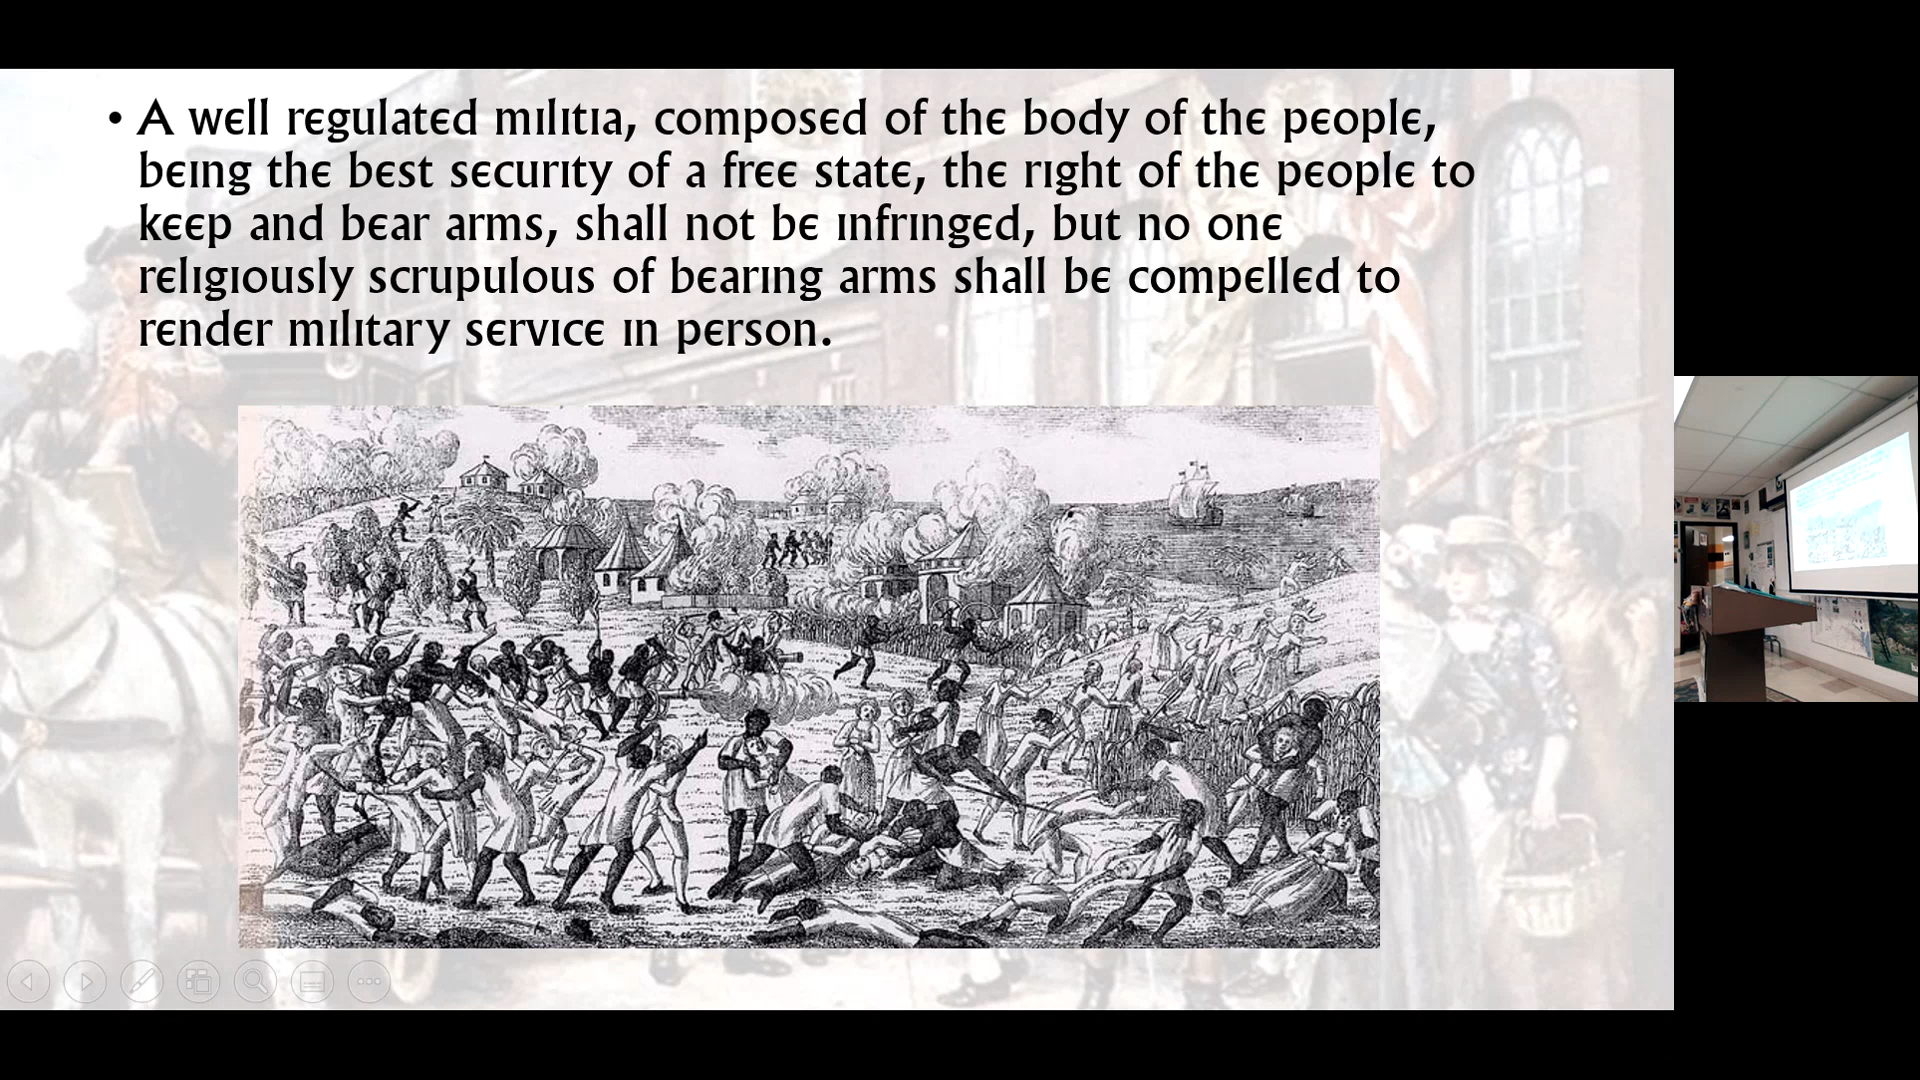 • A well regulated militia, composed of the body of the people,
being the best security of a free state, the right of the people to
keep and bear arms, shall not be infringed, but no one
religiously scrupulous of bearing arms shall be compelled to
render military service in person.